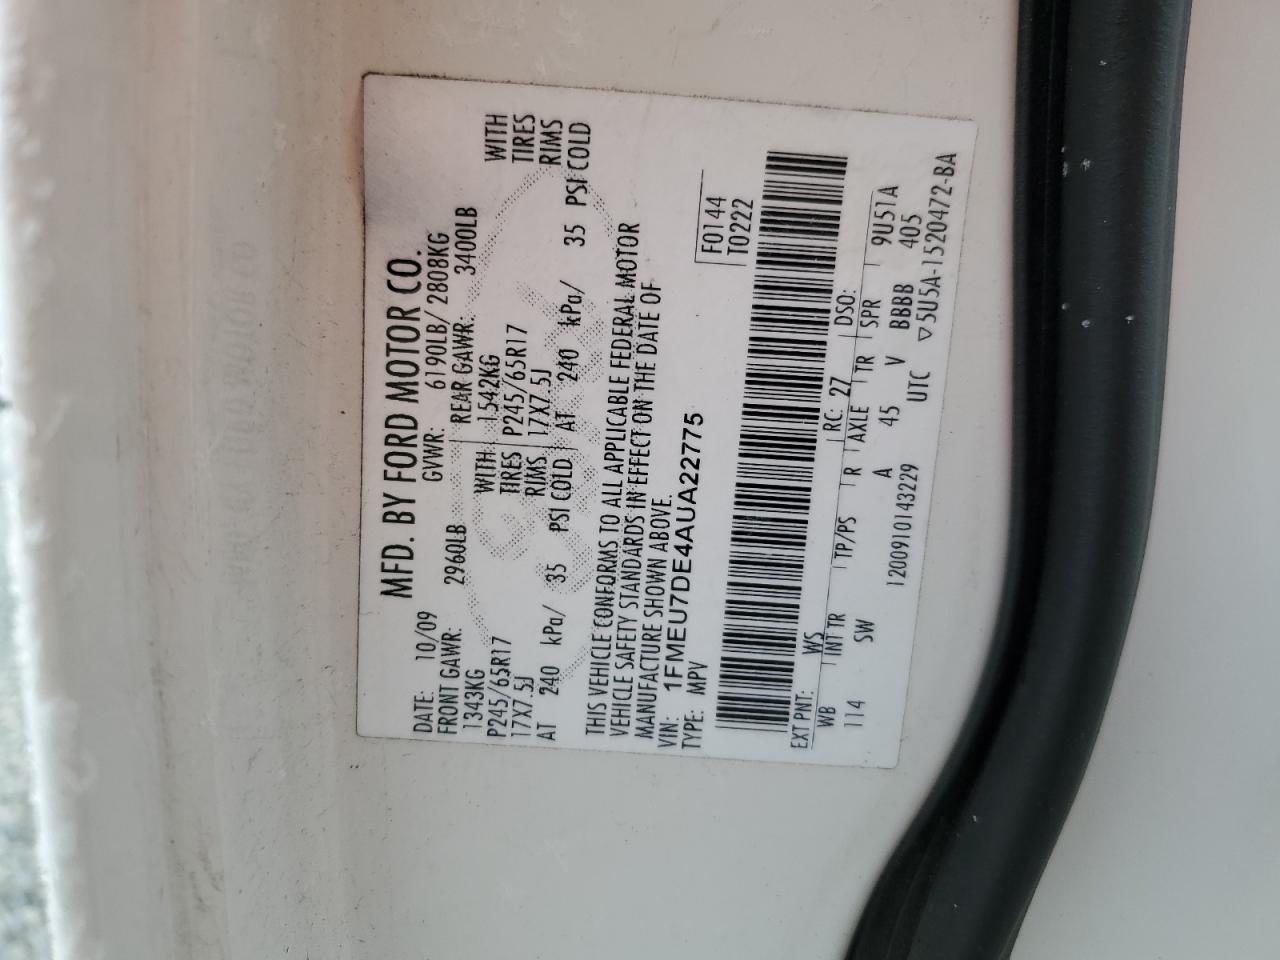 MFD. BY FORD MOTOR CO.
DATE: 10/09 GVWR: 6190LB/ 2808KG
FRONT GAWR: 2960LB REAR GAWR: 3400LB
1343KG WITH 1542KG WITH
P245/65R17 TIRES P245/65R17 TIRES
17X7.5J RIMS 17X7.5J RIMS
AT 240 kPa/ 35 PSI COLD AT 240 kPa/ 35 PSI COLD
THIS VEHICLE CONFORMS TO ALL APPLICABLE FEDERAL MOTOR
VEHICLE SAFETY STANDARDS IN EFFECT ON THE DATE OF
MANUFACTURE SHOWN ABOVE.
VIN: 1FMEU7DE4AUA22775 F0144
TYPE: MPV T0222
EXT PNT: WS RC: 27 DSO:
WB INT TR TP/PS R AXLE TR SPR 9U51A
114 SW A 45 V BBBB 405
1200910143229 UTC ▽5U5A-1520472-BA